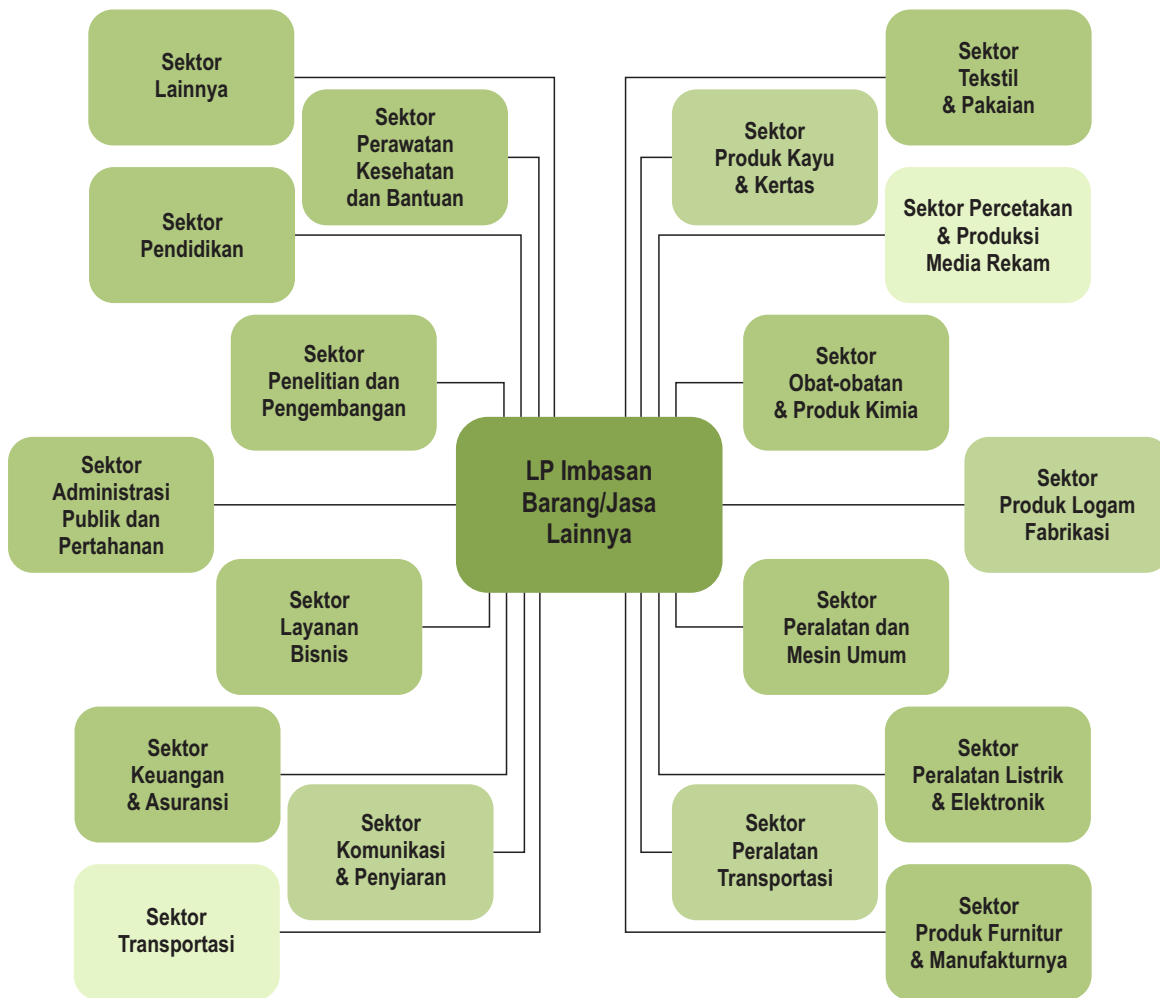 Sektor
Lainnya
Sektor
Perawatan
Kesehatan
dan Bantuan
Sektor
Pendidikan
Sektor
Penelitian dan
Pengembangan
Sektor
Administrasi
Publik dan
Pertahanan
Sektor
Layanan
Bisnis
Sektor
Keuangan
& Asuransi
Sektor
Komunikasi
& Penyiaran
Sektor
Transportasi
LP Imbasan
Barang/Jasa
Lainnya
Sektor
Tekstil
& Pakaian
Sektor
Produk Kayu
& Kertas
Sektor Percetakan
& Produksi
Media Rekam
Sektor
Obat-obatan
& Produk Kimia
Sektor
Produk Logam
Fabrikasi
Sektor
Peralatan dan
Mesin Umum
Sektor
Peralatan Listrik
& Elektronik
Sektor
Peralatan
Transportasi
Sektor
Produk Furnitur
& Manufakturnya